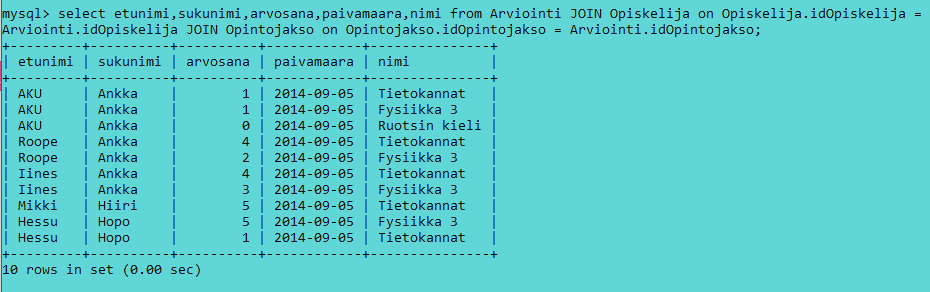 mysql> select etunimi,sukunimi,arvosana,paivamaara,nimi from Arviointi JOIN Opiskelija on Opiskelija.idOpiskelija =
Arviointi.idOpiskelija JOIN Opintojakso on Opintojakso.idOpintojakso = Arviointi.idOpintojakso;
+---------+----------+----------+------------+---------------+
| etunimi | sukunimi | arvosana | paivamaara | nimi          |
+---------+----------+----------+------------+---------------+
| AKU     | Ankka    |        1 | 2014-09-05 | Tietokannat   |
| AKU     | Ankka    |        1 | 2014-09-05 | Fysiikka 3    |
| AKU     | Ankka    |        0 | 2014-09-05 | Ruotsin kieli |
| Roope   | Ankka    |        4 | 2014-09-05 | Tietokannat   |
| Roope   | Ankka    |        2 | 2014-09-05 | Fysiikka 3    |
| Iines   | Ankka    |        4 | 2014-09-05 | Tietokannat   |
| Iines   | Ankka    |        3 | 2014-09-05 | Fysiikka 3    |
| Mikki   | Hiiri    |        5 | 2014-09-05 | Tietokannat   |
| Hessu   | Hopo     |        5 | 2014-09-05 | Fysiikka 3    |
| Hessu   | Hopo     |        1 | 2014-09-05 | Tietokannat   |
+---------+----------+----------+------------+---------------+
10 rows in set (0.00 sec)